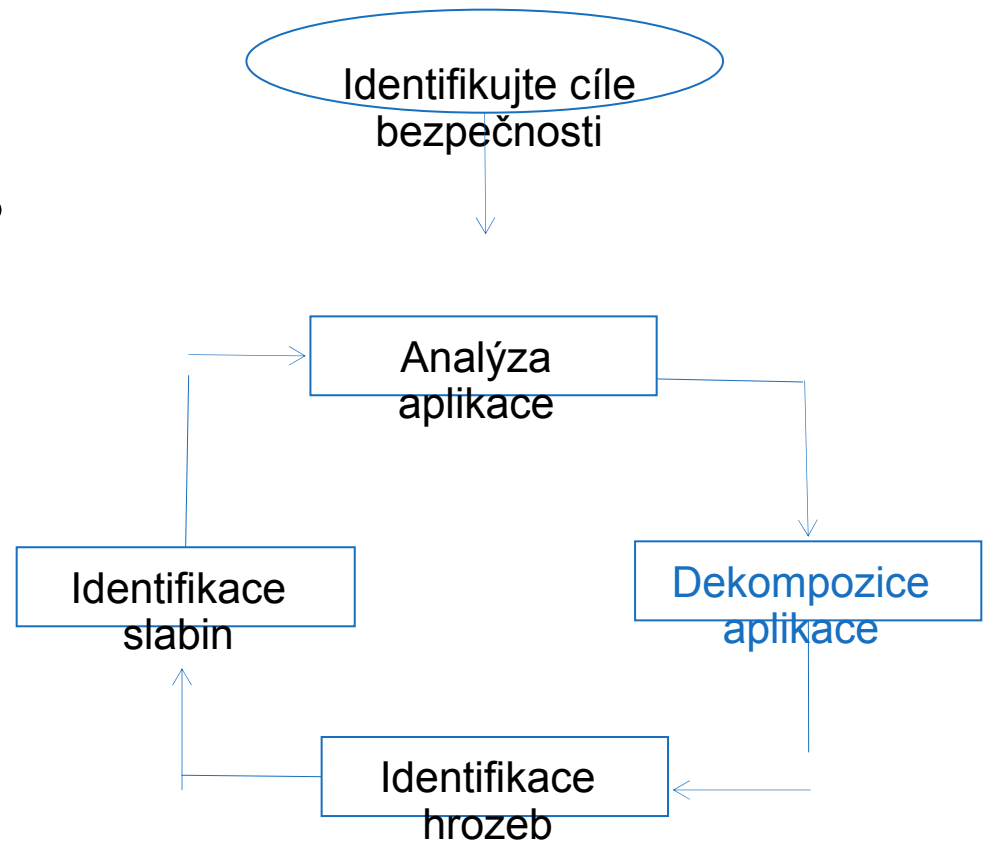 Identifikujte cíle
bezpečnosti
Analýza
aplikace
Identifikace
slabin
Dekompozice
aplikace
Identifikace
hrozeb